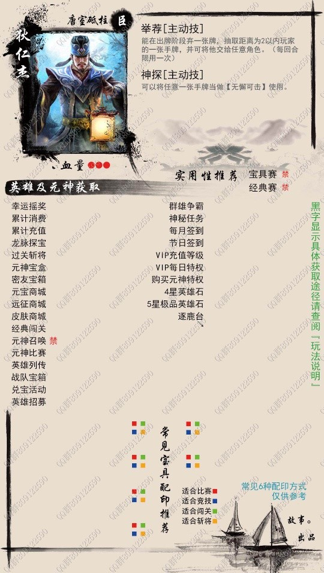 唐室砥柱 臣
狄仁杰
举荐[主动技]
能在出牌阶段弃一张牌，抽取距离为2以内玩家
的一张手牌，并可将他交给任意角色。（每回合
限用一次）
神探[主动技]
可以将任意一张手牌当做【无懈可击】使用。
血量
实用性推荐
宝具赛 禁
经典赛 禁
英雄及元神获取
幸运摇奖
累计消费
累计充值
龙脉探宝
过关斩将
元神宝盒
密友宝箱
元宝商城
远征商城
皮肤商城
经典闯关
元神召唤 禁
元神比赛
英雄列传
战队宝箱
兑宝活动
英雄招募
群雄争霸
神秘任务
每月签到
节日签到
VIP充值等级
VIP每日特权
购买元神特权
4星英雄石
5星极品英雄石
逐鹿台
黑字显示具体获取途径请查阅『玩法说明』
常见宝具配印推荐
适合比赛
适合竞技
适合闯关
适合斩将
常见6种配印方式
仅供参考
故事。
出品